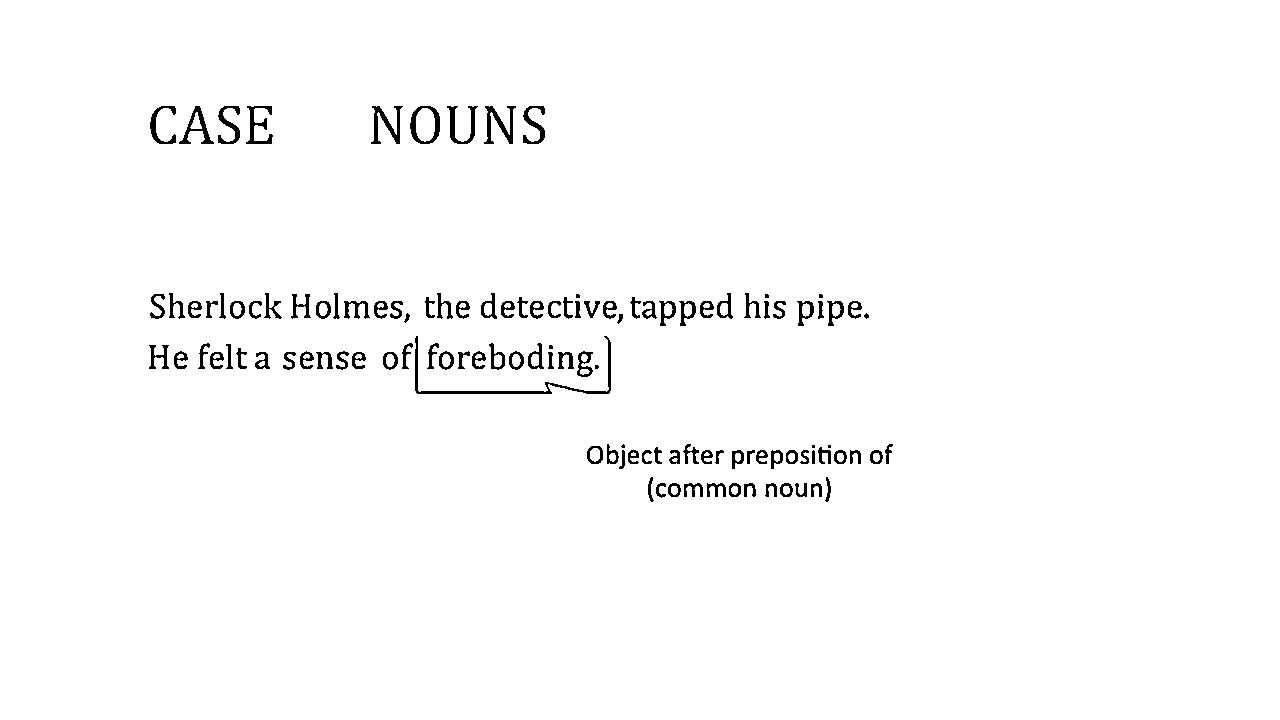 CASE NOUNS
Sherlock Holmes, the detective, tapped his pipe.
He felt a sense of foreboding.
Object after preposition of
(common noun)